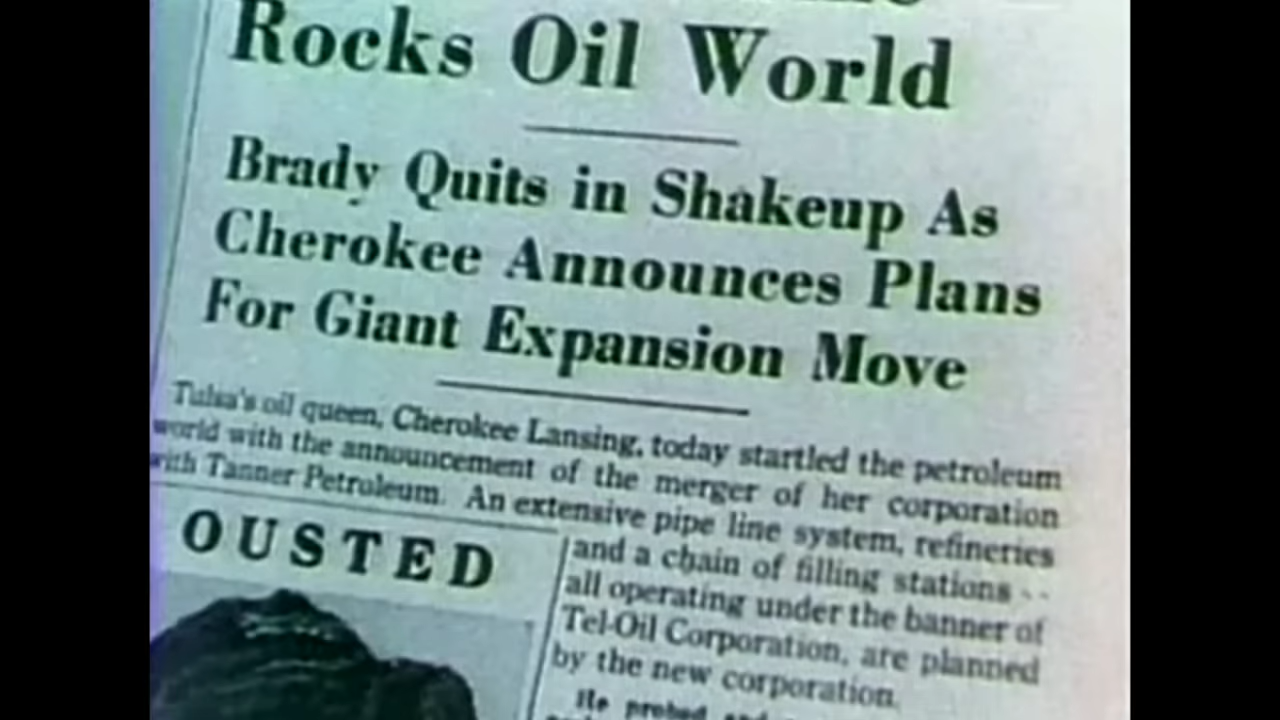 Rocks Oil World
Brady Quits in Shakeup As
Cherokee Announces Plans
For Giant Expansion Move
Tulsa's oil queen, Cherokee Lansing, today startled the petroleum
world with the announcement of the merger of her corporation
with Tanner Petroleum. An extensive pipe line system, refineries
and a chain of filling stations --
all operating under the banner of
Tel-Oil Corporation, are planned
by the new corporation.
OUSTED
He probed and